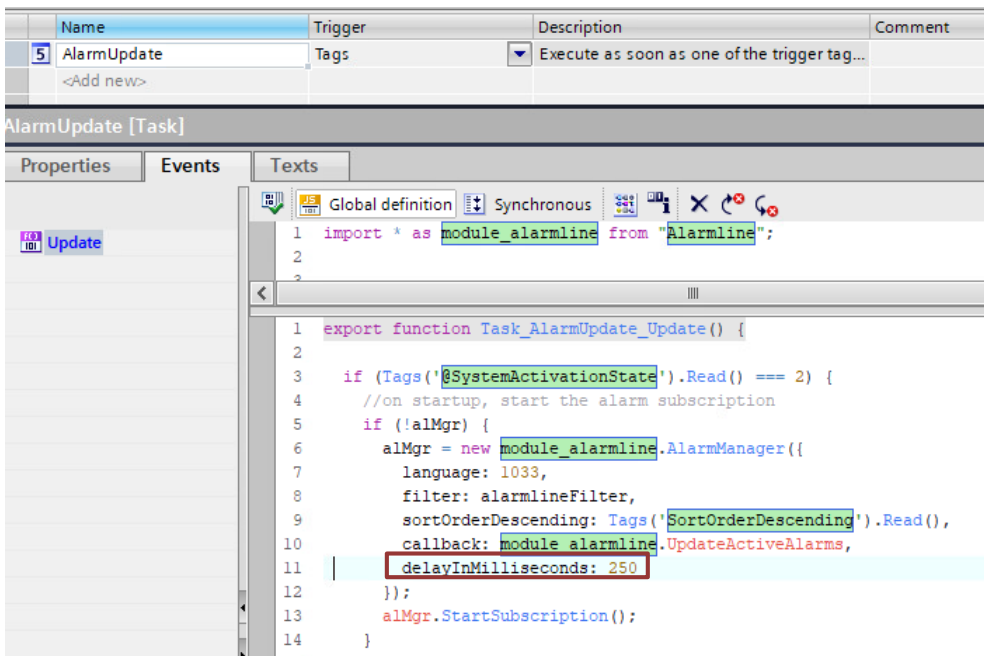 Name Trigger Description Comment
5 AlarmUpdate Tags Execute as soon as one of the trigger tag...
<Add new>
AlarmUpdate [Task]
Properties Events Texts
Global definition Synchronous
Update
1 import * as module_alarmline from "Alarmline";
2
1 export function Task_AlarmUpdate_Update() {
2
3 if (Tags('@SystemActivationState').Read() === 2) {
4 //on startup, start the alarm subscription
5 if (!alMgr) {
6 alMgr = new module_alarmline.AlarmManager({
7 language: 1033,
8 filter: alarmlineFilter,
9 sortOrderDescending: Tags('SortOrderDescending').Read(),
10 callback: module_alarmline.UpdateActiveAlarms,
11 delayInMilliseconds: 250
12 });
13 alMgr.StartSubscription();
14 }